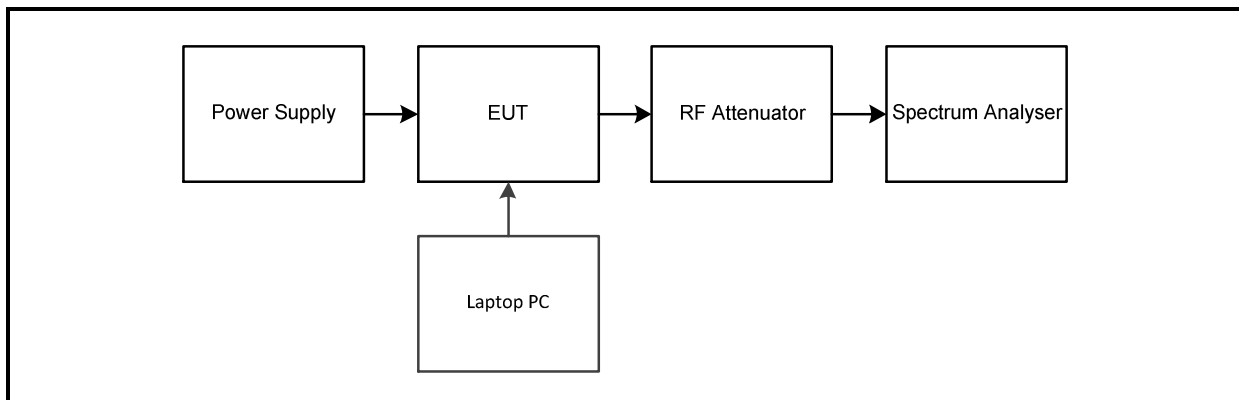 Power Supply
EUT
RF Attenuator
Spectrum Analyser
Laptop PC